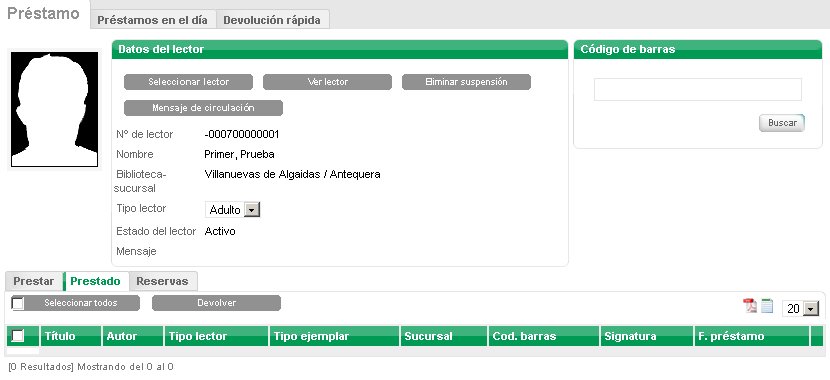 Préstamo
Préstamos en el día
Devolución rápida
Datos del lector
Seleccionar lector
Ver lector
Eliminar suspensión
Mensaje de circulación
Nº de lector -000700000001
Nombre Primer, Prueba
Biblioteca-
sucursal Villanuevas de Algaidas / Antequera
Tipo lector Adulto
Estado del lector Activo
Mensaje
Código de barras
Buscar
Prestar Prestado Reservas
Seleccionar todos Devolver 20
Título Autor Tipo lector Tipo ejemplar Sucursal Cod. barras Signatura F. préstamo
[0 Resultados] Mostrando del 0 al 0